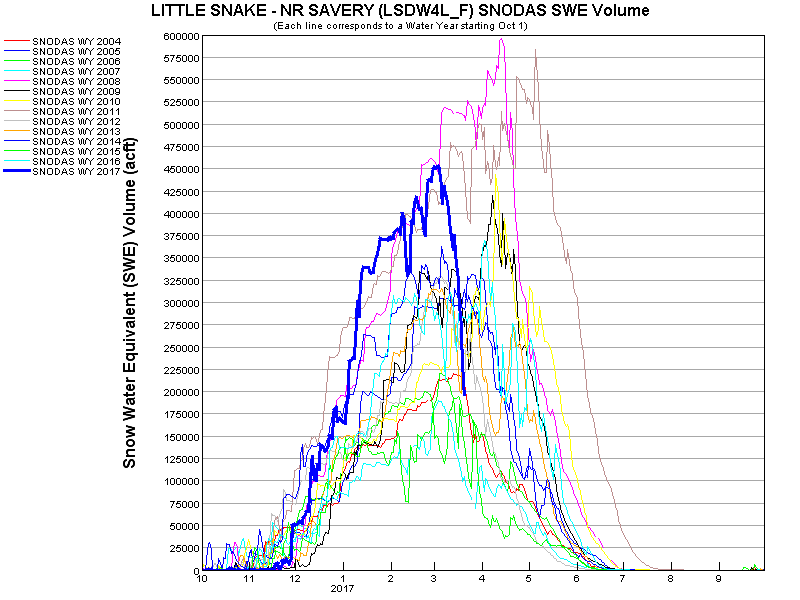 LITTLE SNAKE - NR SAVERY (LSDW4L_F) SNODAS SWE Volume
(Each line corresponds to a Water Year starting Oct 1)
SNODAS WY 2004
SNODAS WY 2005
SNODAS WY 2006
SNODAS WY 2007
SNODAS WY 2008
SNODAS WY 2009
SNODAS WY 2010
SNODAS WY 2011
SNODAS WY 2012
SNODAS WY 2013
SNODAS WY 2014
SNODAS WY 2015
SNODAS WY 2016
SNODAS WY 2017
Snow Water Equivalent (SWE) Volume (acft)
600000
575000
550000
525000
500000
475000
450000
425000
400000
375000
350000
325000
300000
275000
250000
225000
200000
175000
150000
125000
100000
75000
50000
25000
0
10 11 12 1 2 3 4 5 6 7 8 9
2017